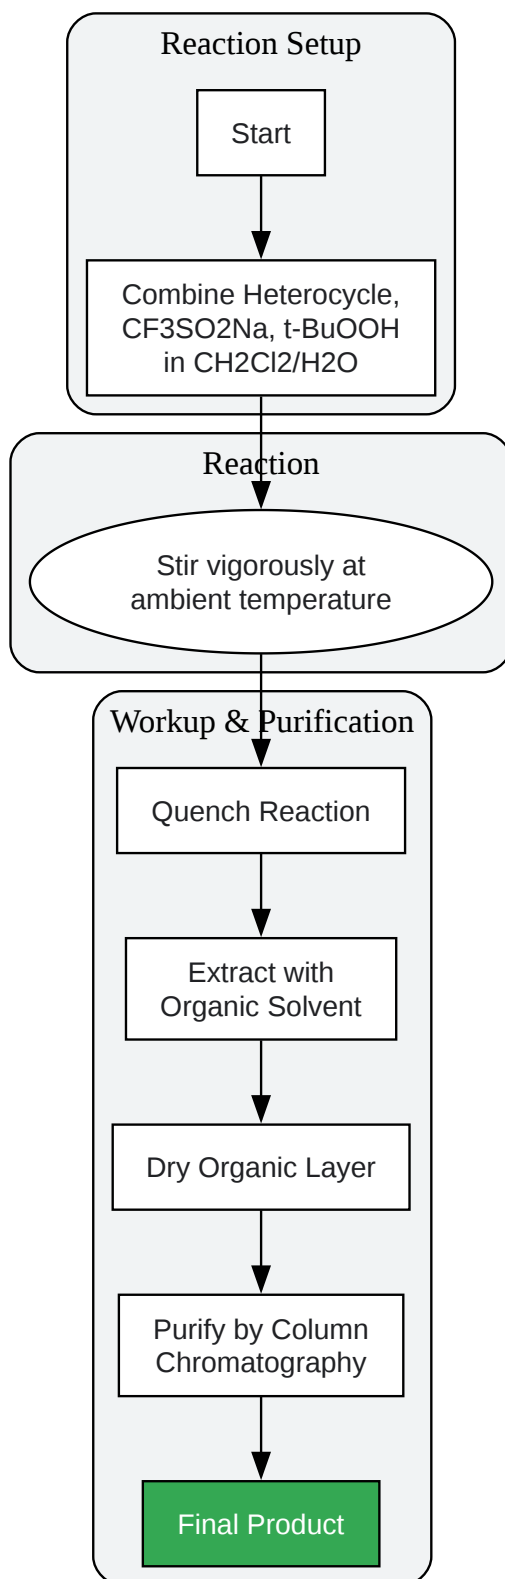 Reaction Setup
Start
Combine Heterocycle,
CF3SO2Na, t-BuOOH
in CH2Cl2/H2O
Reaction
Stir vigorously at
ambient temperature
Workup & Purification
Quench Reaction
Extract with
Organic Solvent
Dry Organic Layer
Purify by Column
Chromatography
Final Product